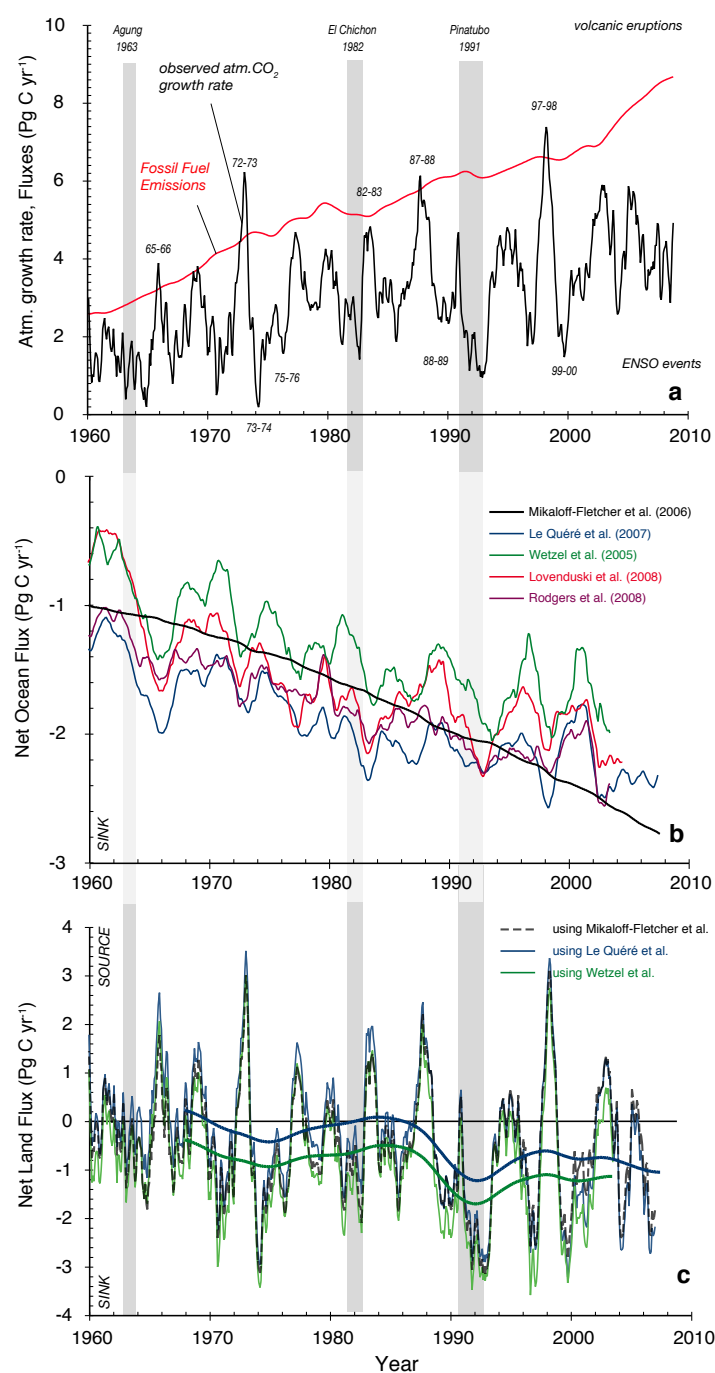 Agung
1963
El Chichon
1982
Pinatubo
1991
volcanic eruptions
observed atm.CO2
growth rate
Fossil Fuel
Emissions
65-66
72-73
73-74
75-76
82-83
87-88
88-89
97-98
99-00
ENSO events
a
Atm. growth rate, Fluxes (Pg C yr-1)
10
8
6
4
2
0
1960
1970
1980
1990
2000
2010
0
-1
-2
-3
Net Ocean Flux (Pg C yr-1)
Mikaloff-Fletcher et al. (2006)
Le Quéré et al. (2007)
Wetzel et al. (2005)
Lovenduski et al. (2008)
Rodgers et al. (2008)
SINK
b
1960
1970
1980
1990
2000
2010
SOURCE
using Mikaloff-Fletcher et al.
using Le Quéré et al.
using Wetzel et al.
4
3
2
1
0
-1
-2
-3
-4
Net Land Flux (Pg C yr-1)
SINK
c
1960
1970
1980
1990
2000
2010
Year